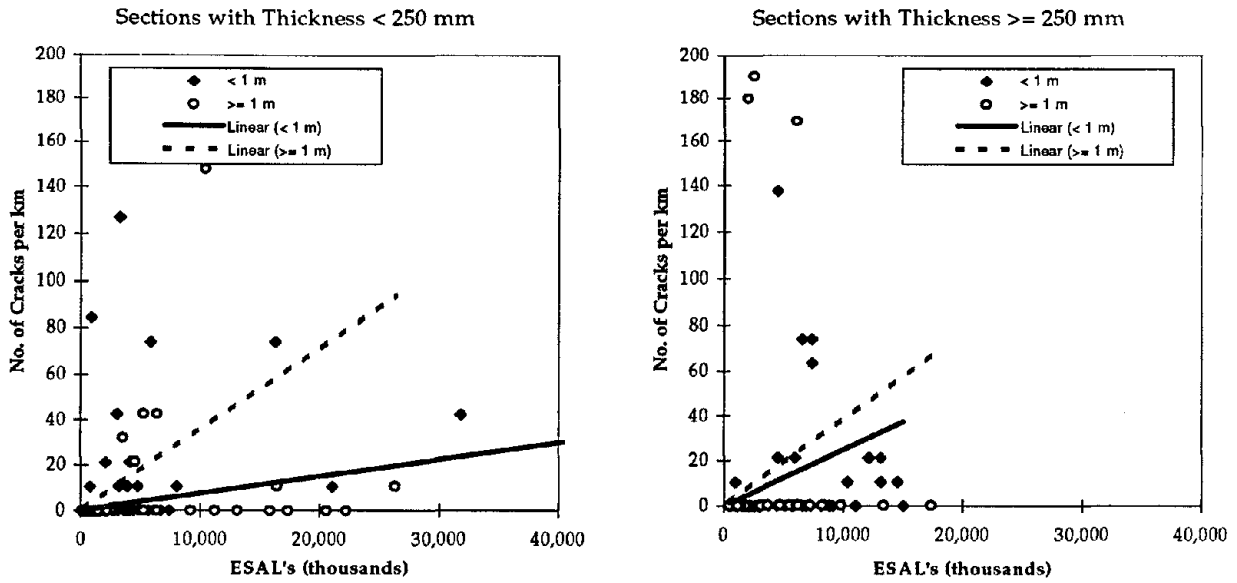 Sections with Thickness < 250 mm
200
180
160
140
120
100
80
60
40
20
0
No. of Cracks per km
< 1 m
>= 1 m
Linear (< 1 m)
Linear (>= 1 m)
0 10,000 20,000 30,000 40,000
ESAL's (thousands)
Sections with Thickness >= 250 mm
200
180
160
140
120
100
80
60
40
20
0
No. of Cracks per km
< 1 m
>= 1 m
Linear (< 1 m)
Linear (>= 1 m)
0 10,000 20,000 30,000 40,000
ESAL's (thousands)